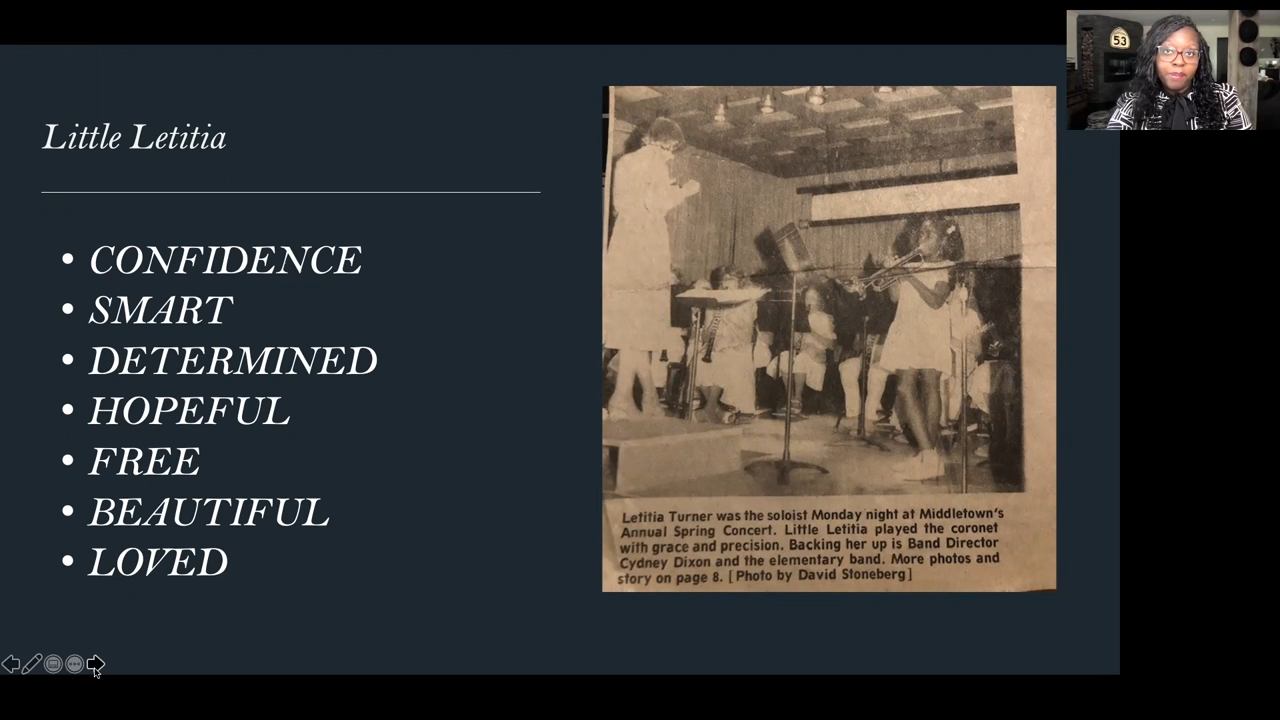 53
Little Letitia
• CONFIDENCE
• SMART
• DETERMINED
• HOPEFUL
• FREE
• BEAUTIFUL
• LOVED
Letitia Turner was the soloist Monday night at Middletown's
Annual Spring Concert. Little Letitia played the coronet
with grace and precision. Backing her up is Band Director
Cydney Dixon and the elementary band. More photos and
story on page 8. [Photo by David Stoneberg]